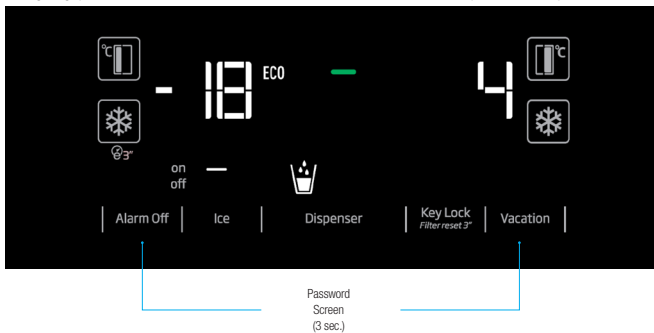 °C
°C
-18 ECO
4
3"
on
off
Alarm Off
Ice
Dispenser
Key Lock
Filter reset 3"
Vacation
Password
Screen
(3 sec.)